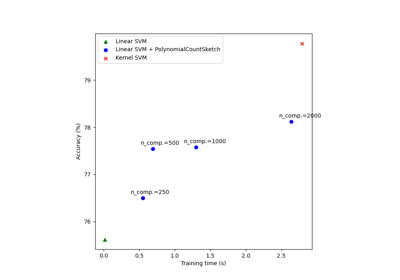 Linear SVM
Linear SVM + PolynomialCountSketch
Kernel SVM
79
78
77
76
Accuracy (%)
n_comp.=2000
n_comp.=500
n_comp.=1000
n_comp.=250
0.0
0.5
1.0
1.5
2.0
2.5
Training time (s)